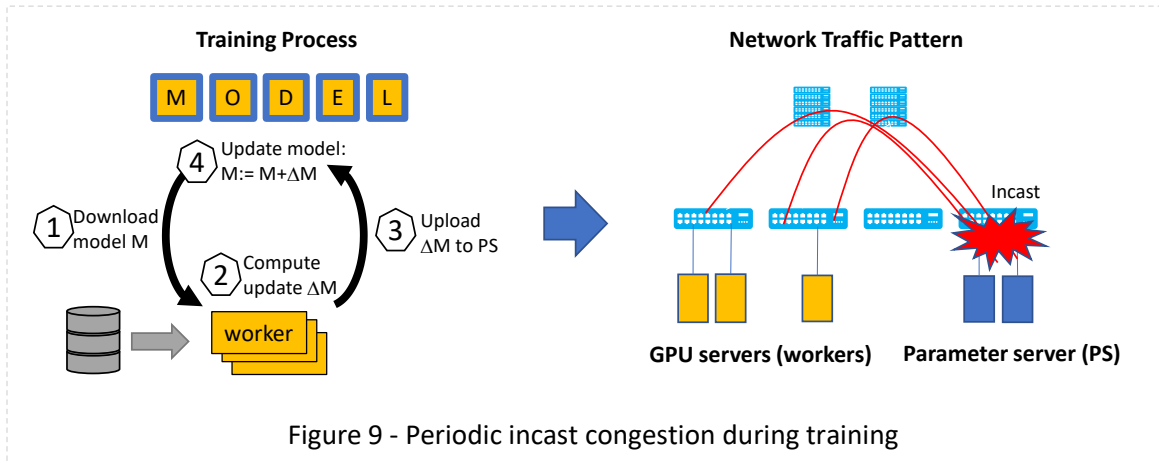 Training Process
M O D E L
4 Update model:
M:= M+ΔM
1 Download
model M
3 Upload
ΔM to PS
2 Compute
update ΔM
worker
Network Traffic Pattern
Incast
GPU servers (workers)
Parameter server (PS)
Figure 9 - Periodic incast congestion during training